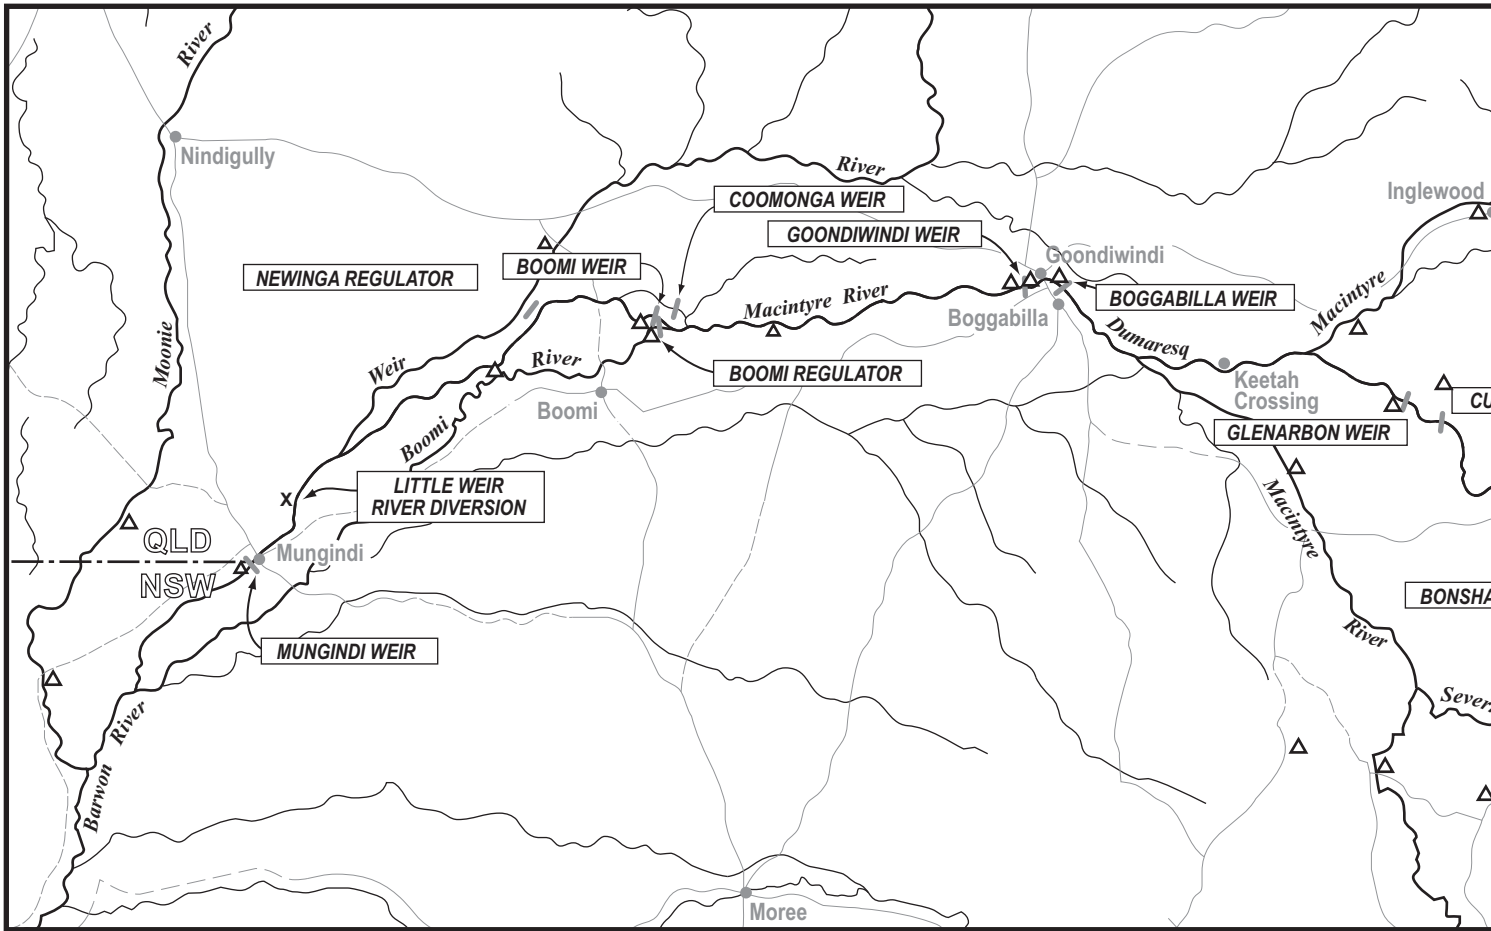 River
Nindigully
River
Inglewood
COOMONGA WEIR
GOONDIWINDI WEIR
Goondiwindi
BOOMI WEIR
NEWINGA REGULATOR
BOGGABILLA WEIR
Macintyre River
Macintyre
Boggabilla
Dumaresq
Moonie
Weir
River
BOOMI REGULATOR
Keetah
Crossing
CU
Boomi
GLENARBON WEIR
Boomi
LITTLE WEIR
RIVER DIVERSION
X
Macintyre
QLD
Mungindi
NSW
BONSHA
River
MUNGINDI WEIR
Severn
River
Barwon
Moree